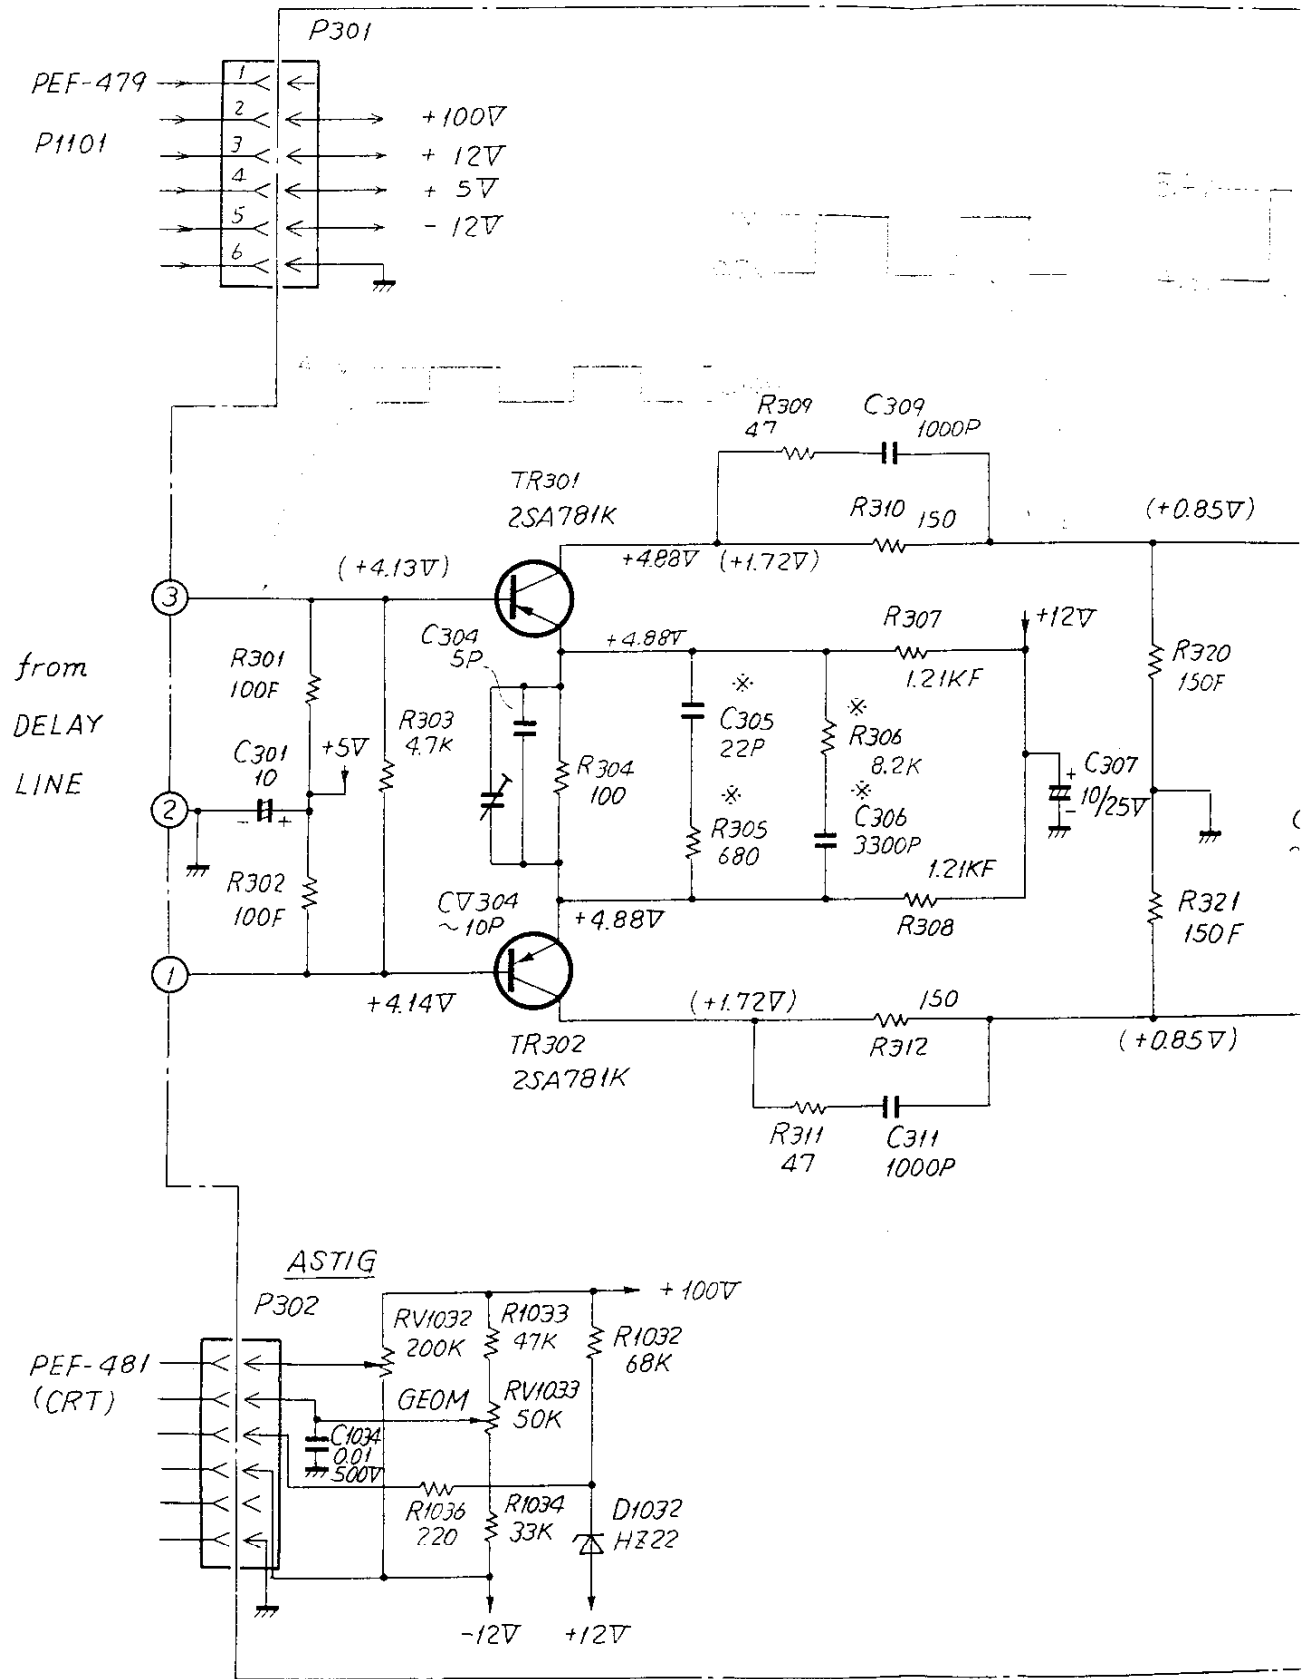 P301
PEF-479
P1101
1
2
3
4
5
6
+100V
+ 12V
+ 5V
- 12V
R309
47
C309
1000P
TR301
2SA781K
R310 150
(+0.85V)
+4.88V (+1.72V)
(+4.13V)
3
C304
5P
+4.88V
R307
1.21KF
+12V
from
DELAY
LINE
R301
100F
R303
4.7K
C301
10
+5V
R304
100
※
C305
22P
※
R305
680
※
R306
8.2K
※
C306
3300P
+ C307
10/25V
-
R320
150F
2
- +
R302
100F
CV304
~10P
+4.88V
1.21KF
R308
R321
150F
1
+4.14V
(+1.72V)
150
R312
(+0.85V)
TR302
2SA781K
R311
47
C311
1000P
ASTIG
P302
PEF-481
(CRT)
RV1032
200K
R1033
47K
+100V
R1032
68K
GEOM
RV1033
50K
C1034
0.01
500V
R1036
220
R1034
33K
D1032
HZ22
-12V
+12V